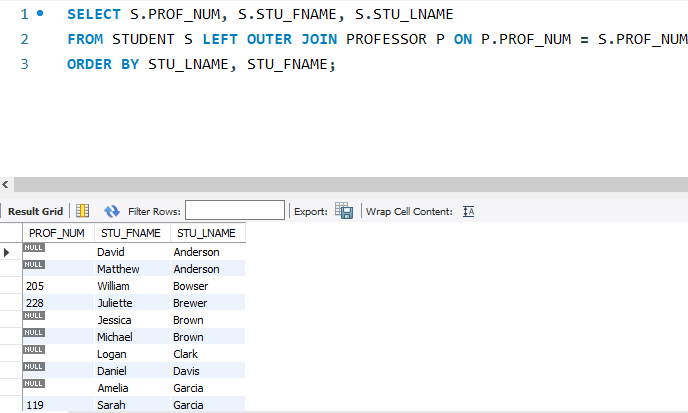 1 SELECT S.PROF_NUM, S.STU_FNAME, S.STU_LNAME
2 FROM STUDENT S LEFT OUTER JOIN PROFESSOR P ON P.PROF_NUM = S.PROF_NUM
3 ORDER BY STU_LNAME, STU_FNAME;
Result Grid Filter Rows: Export: Wrap Cell Content: IA
PROF_NUM STU_FNAME STU_LNAME
NULL David Anderson
NULL Matthew Anderson
205 William Bowser
228 Juliette Brewer
NULL Jessica Brown
NULL Michael Brown
NULL Logan Clark
NULL Daniel Davis
NULL Amelia Garcia
119 Sarah Garcia